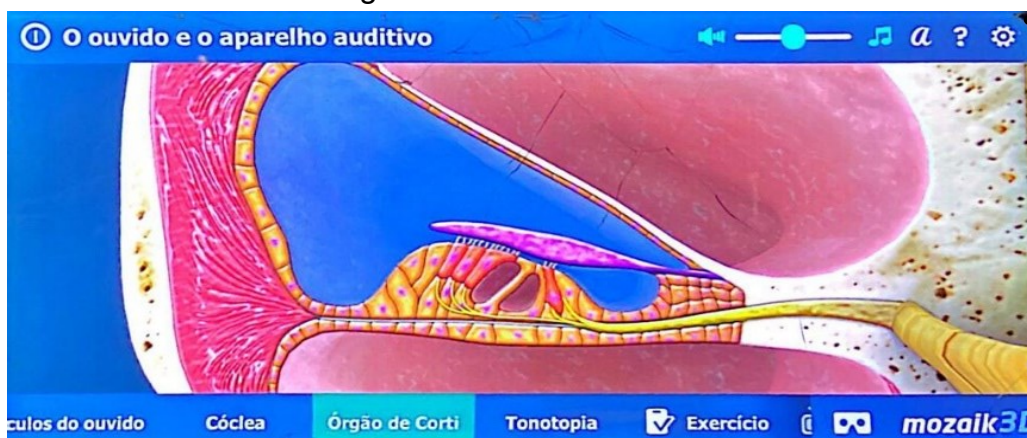 O ouvido e o aparelho auditivo
a ?
culos do ouvido Cóclea Órgão de Corti Tonotopia Exercício mozaik3D